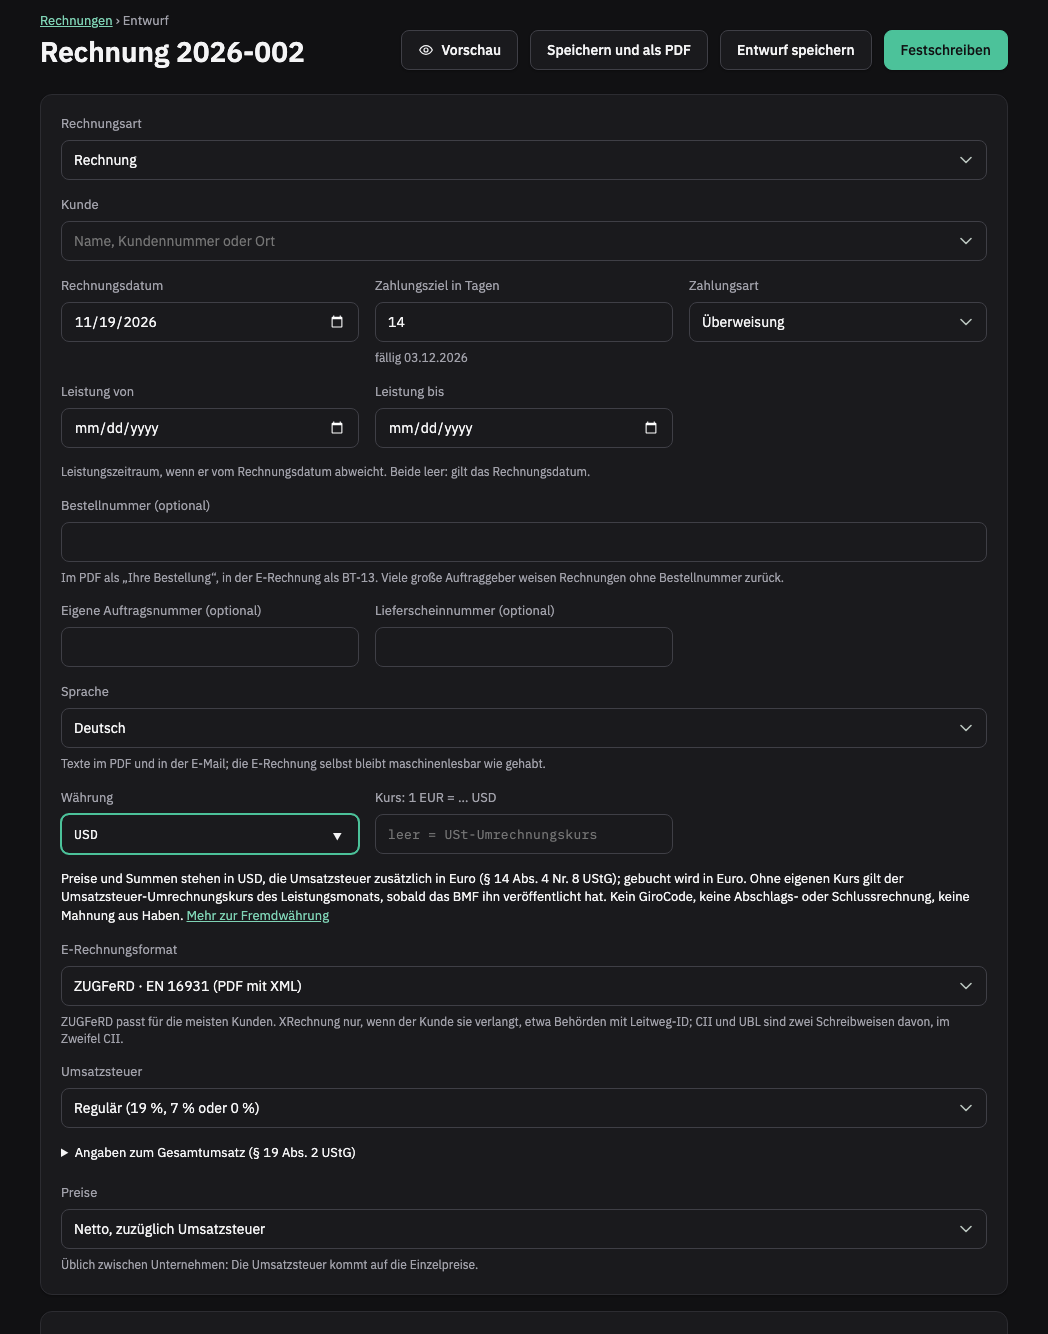 Rechnungen › Entwurf
Rechnung 2026-002
Vorschau
Speichern und als PDF
Entwurf speichern
Festschreiben
Rechnungsart
Rechnung
Kunde
Name, Kundennummer oder Ort
Rechnungsdatum
Zahlungsziel in Tagen
Zahlungsart
11/19/2026
14
Überweisung
fällig 03.12.2026
Leistung von
Leistung bis
mm/dd/yyyy
mm/dd/yyyy
Leistungszeitraum, wenn er vom Rechnungsdatum abweicht. Beide leer: gilt das Rechnungsdatum.
Bestellnummer (optional)
Im PDF als „Ihre Bestellung“, in der E-Rechnung als BT-13. Viele große Auftraggeber weisen Rechnungen ohne Bestellnummer zurück.
Eigene Auftragsnummer (optional)
Lieferscheinnummer (optional)
Sprache
Deutsch
Texte im PDF und in der E-Mail; die E-Rechnung selbst bleibt maschinenlesbar wie gehabt.
Währung
Kurs: 1 EUR = … USD
USD
leer = USt-Umrechnungskurs
Preise und Summen stehen in USD, die Umsatzsteuer zusätzlich in Euro (§ 14 Abs. 4 Nr. 8 UStG); gebucht wird in Euro. Ohne eigenen Kurs gilt der
Umsatzsteuer-Umrechnungskurs des Leistungsmonats, sobald das BMF ihn veröffentlicht hat. Kein GiroCode, keine Abschlags- oder Schlussrechnung, keine
Mahnung aus Haben. Mehr zur Fremdwährung
E-Rechnungsformat
ZUGFeRD · EN 16931 (PDF mit XML)
ZUGFeRD passt für die meisten Kunden. XRechnung nur, wenn der Kunde sie verlangt, etwa Behörden mit Leitweg-ID; CII und UBL sind zwei Schreibweisen davon, im
Zweifel CII.
Umsatzsteuer
Regulär (19 %, 7 % oder 0 %)
Angaben zum Gesamtumsatz (§ 19 Abs. 2 UStG)
Preise
Netto, zuzüglich Umsatzsteuer
Üblich zwischen Unternehmen: Die Umsatzsteuer kommt auf die Einzelpreise.